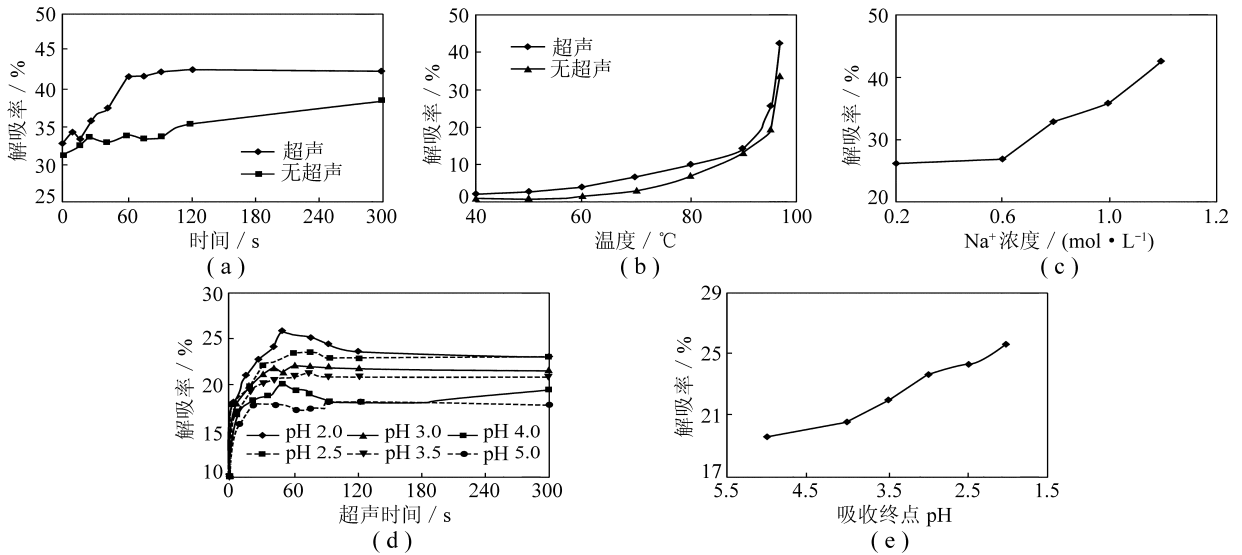 50
45
40
35
30
25
解吸率 / %
超声
无超声
0 60 120 180 240 300
时间 / s
( a )
50
40
30
20
10
0
解吸率 / %
超声
无超声
40 60 80 100
温度 / ℃
( b )
50
40
30
20
解吸率 / %
0.2 0.6 1.0 1.2
Na⁺浓度 / (mol·L⁻¹)
( c )
30
25
20
15
10
解吸率 / %
pH 2.0 pH 3.0 pH 4.0
pH 2.5 pH 3.5 pH 5.0
0 60 120 180 240 300
超声时间 / s
( d )
29
25
21
17
解吸率 / %
5.5 4.5 3.5 2.5 1.5
吸收终点 pH
( e )